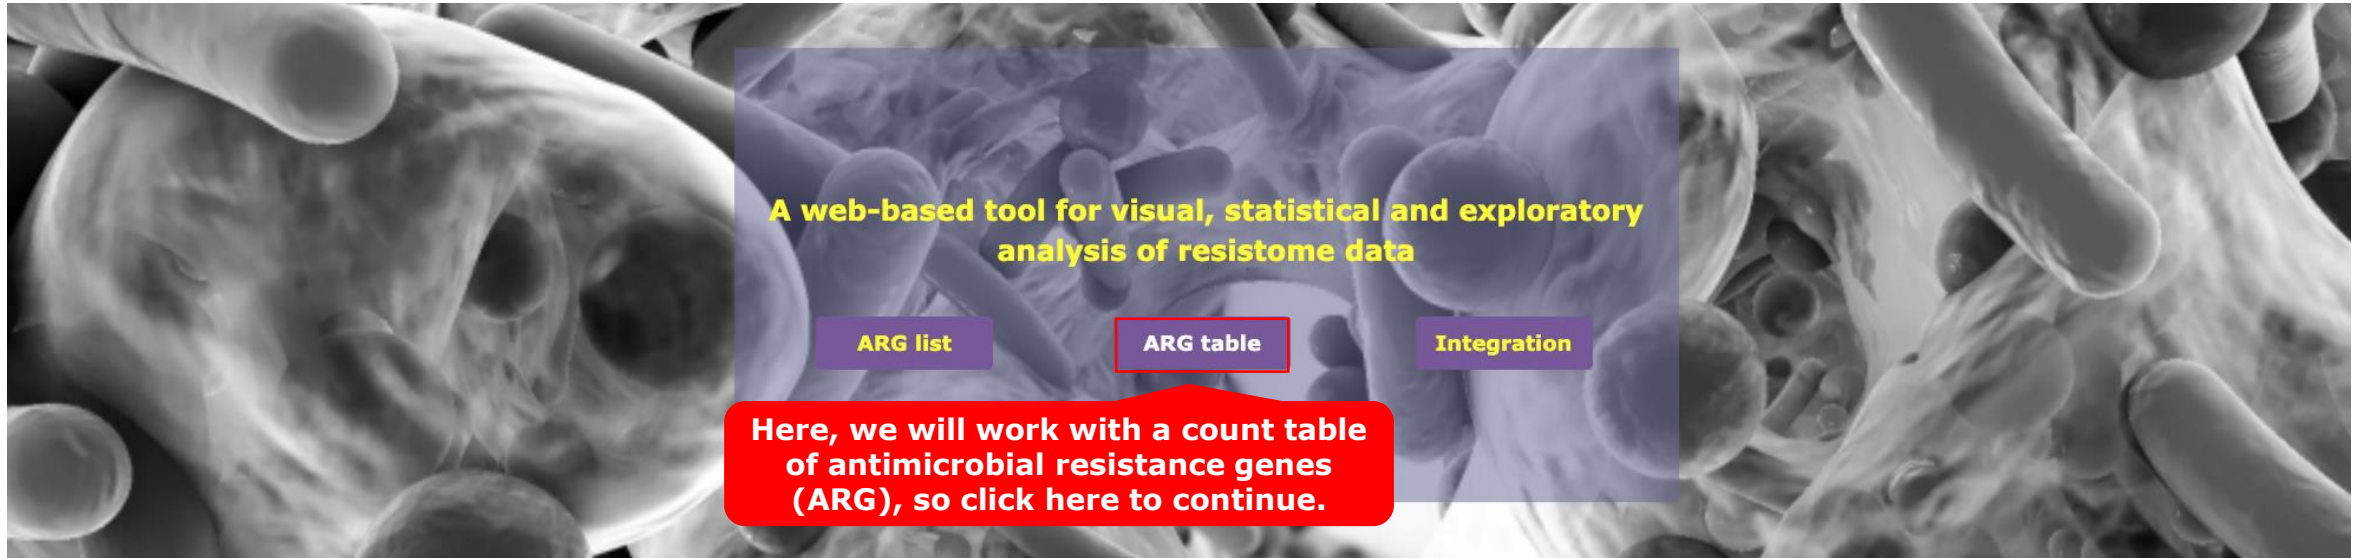 A web-based tool for visual, statistical and exploratory
analysis of resistome data
ARG list
ARG table
Integration
Here, we will work with a count table
of antimicrobial resistance genes
(ARG), so click here to continue.